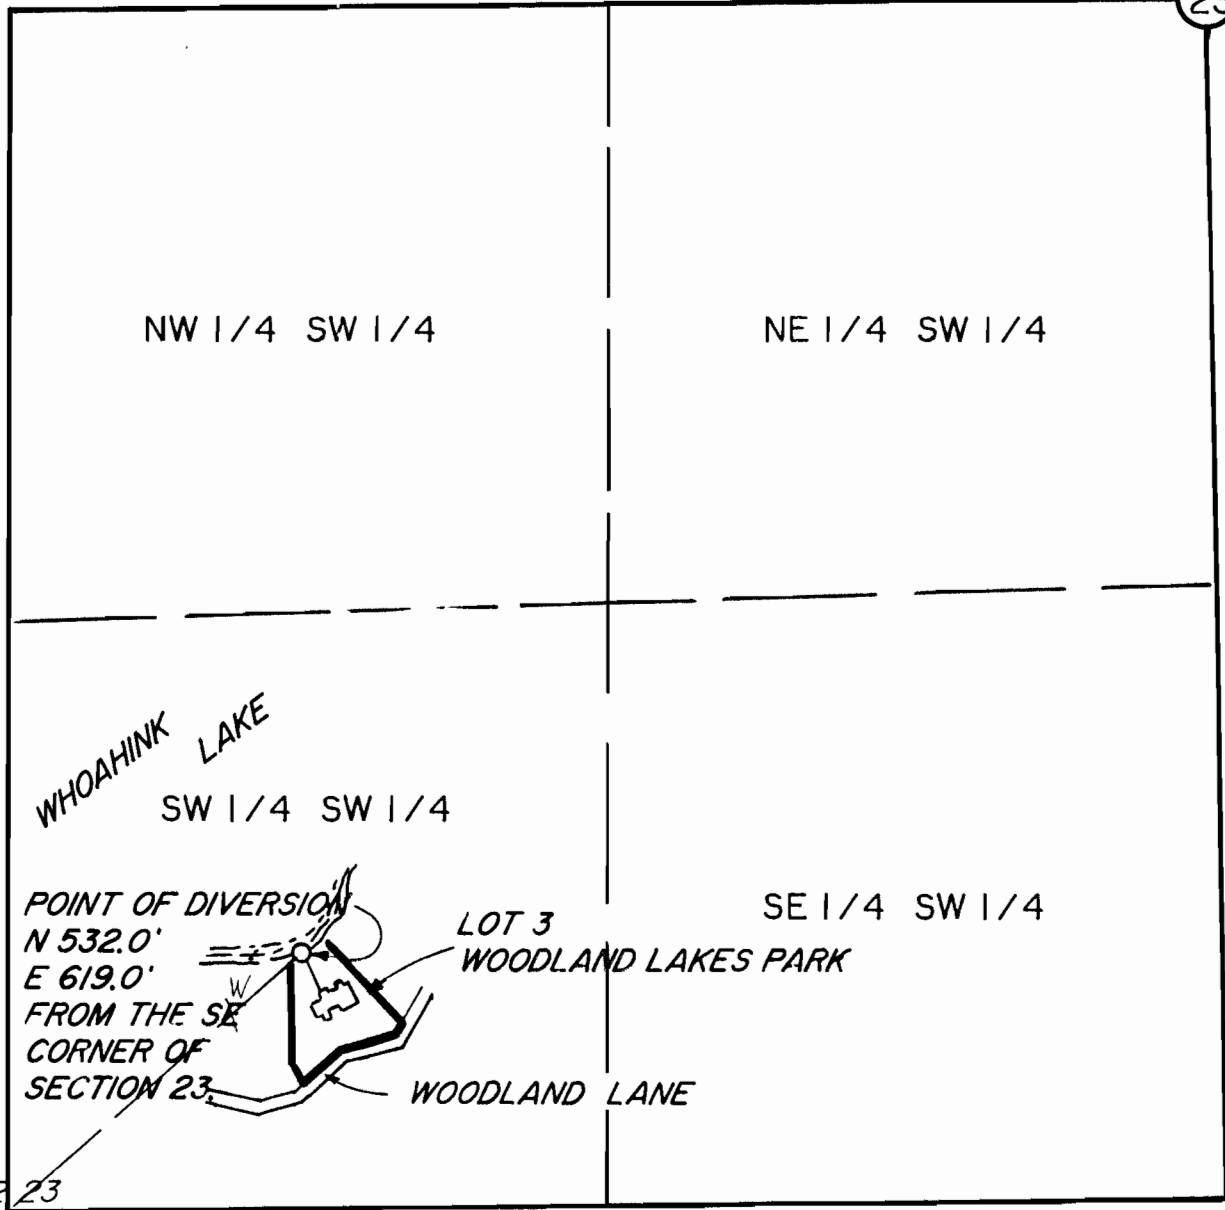 NW 1/4 SW 1/4
NE 1/4 SW 1/4
WHOAHINK LAKE
SW 1/4 SW 1/4
SE 1/4 SW 1/4
POINT OF DIVERSION
N 532.0'
E 619.0'
W
FROM THE SE
CORNER OF
SECTION 23
LOT 3
WOODLAND LAKES PARK
WOODLAND LANE
23